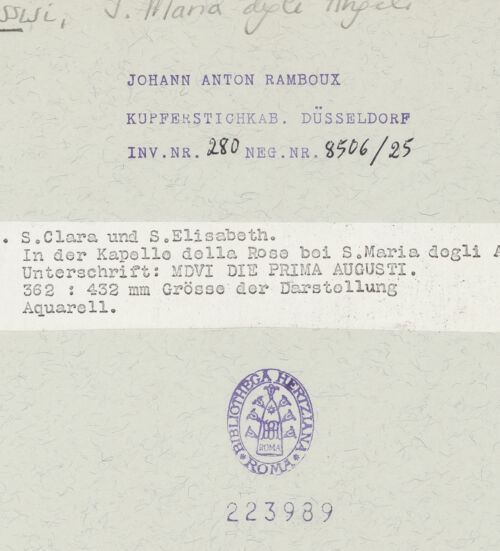 S. Maria degli Angeli
JOHANN ANTON RAMBOUX
KUPFERSTICHKAB. DÜSSELDORF
INV.NR. 280 NEG.NR. 8506/25
. S.Clara und S.Elisabeth.
In der Kapelle della Rose bei S.Maria degli A
Unterschrift: MDVI DIE PRIMA AUGUSTI.
362 : 432 mm Grösse der Darstellung
Aquarell.
BIBLIOTHECA HERTZIANA
ROMA
ROMA
223989